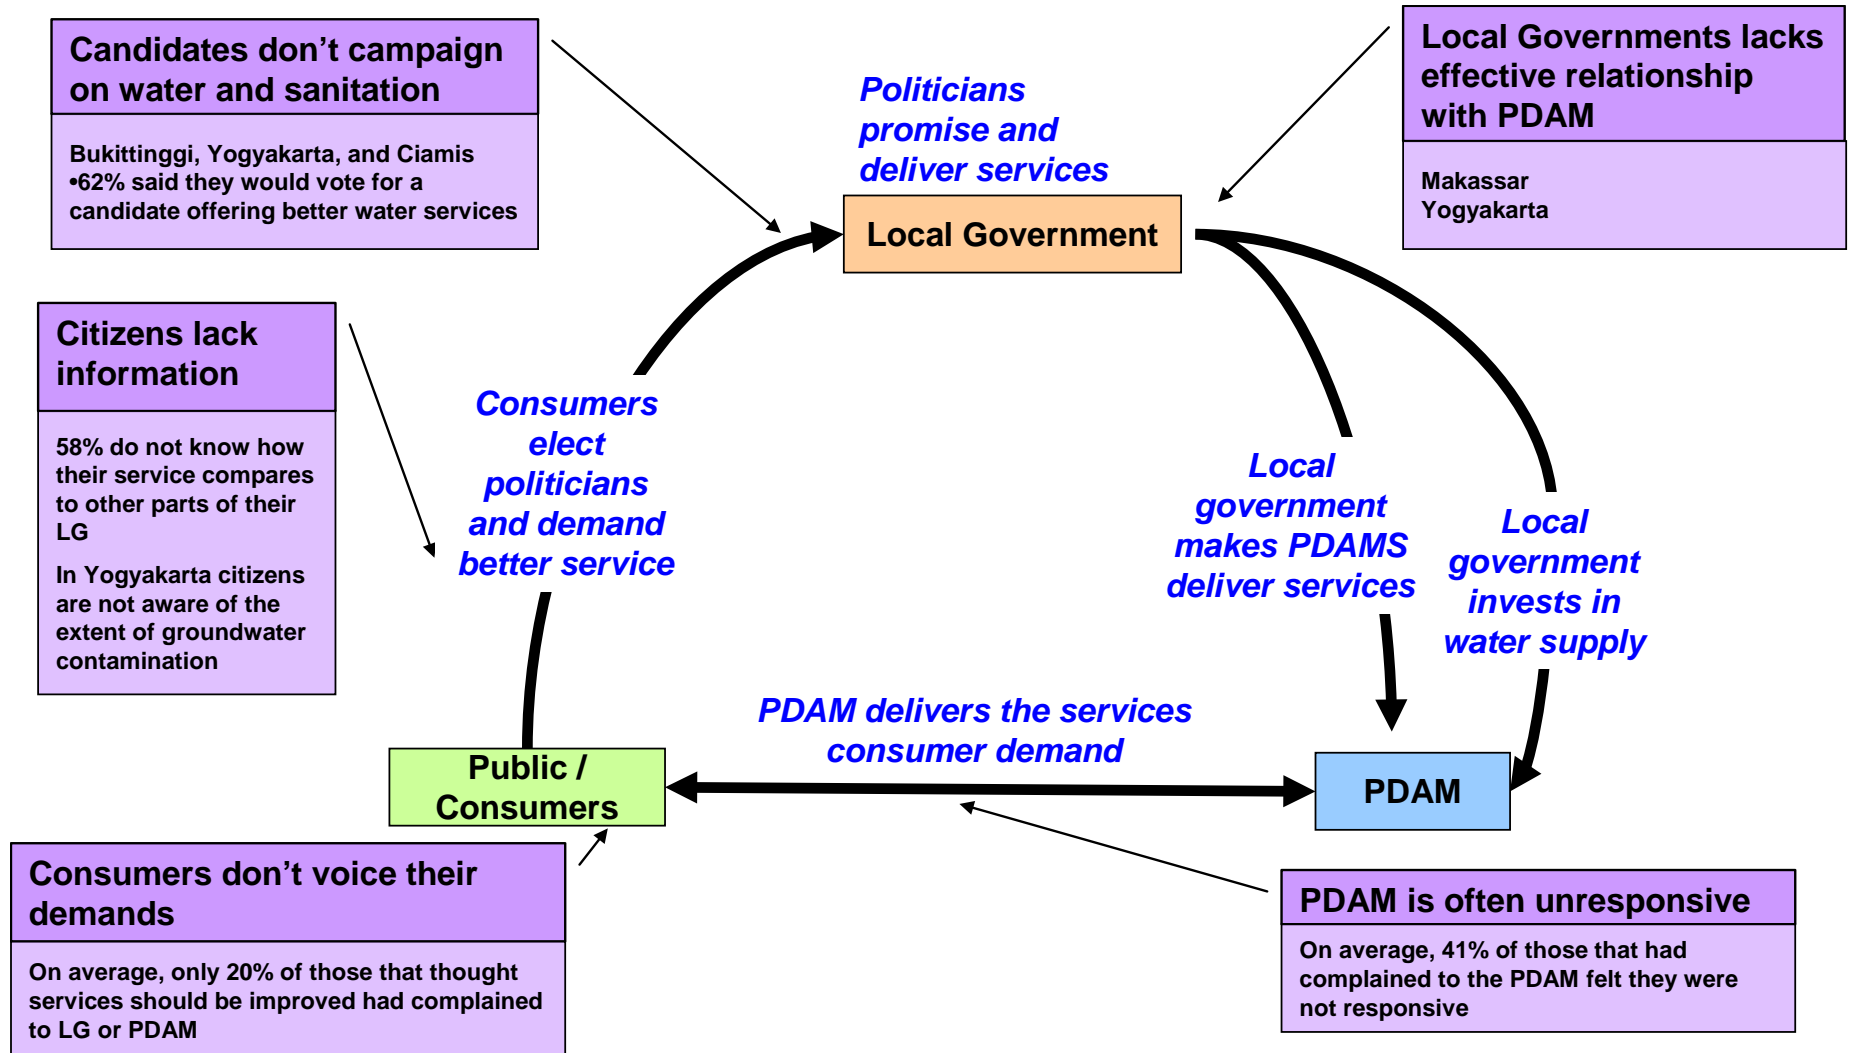 Candidates don’t campaign
on water and sanitation
Bukittinggi, Yogyakarta, and Ciamis
•62% said they would vote for a
candidate offering better water services
Politicians
promise and
deliver services
Local Government
Local Governments lacks
effective relationship
with PDAM
Makassar
Yogyakarta
Citizens lack
information
58% do not know how
their service compares
to other parts of their
LG
In Yogyakarta citizens
are not aware of the
extent of groundwater
contamination
Consumers
elect
politicians
and demand
better service
Local
government
makes PDAMS
deliver services
Local
government
invests in
water supply
PDAM delivers the services
consumer demand
Public /
Consumers
PDAM
Consumers don’t voice their
demands
On average, only 20% of those that thought
services should be improved had complained
to LG or PDAM
PDAM is often unresponsive
On average, 41% of those that had
complained to the PDAM felt they were
not responsive